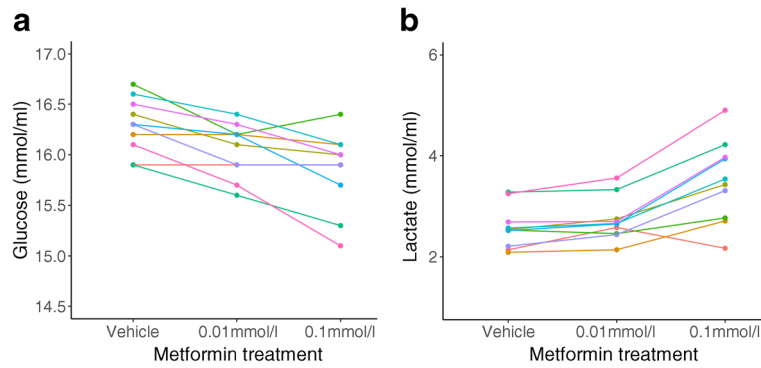 a
17.0
16.5
16.0
15.5
15.0
14.5
Glucose (mmol/ml)
Vehicle 0.01mmol/l 0.1mmol/l
Metformin treatment
b
6
4
2
Lactate (mmol/ml)
Vehicle 0.01mmol/l 0.1mmol/l
Metformin treatment